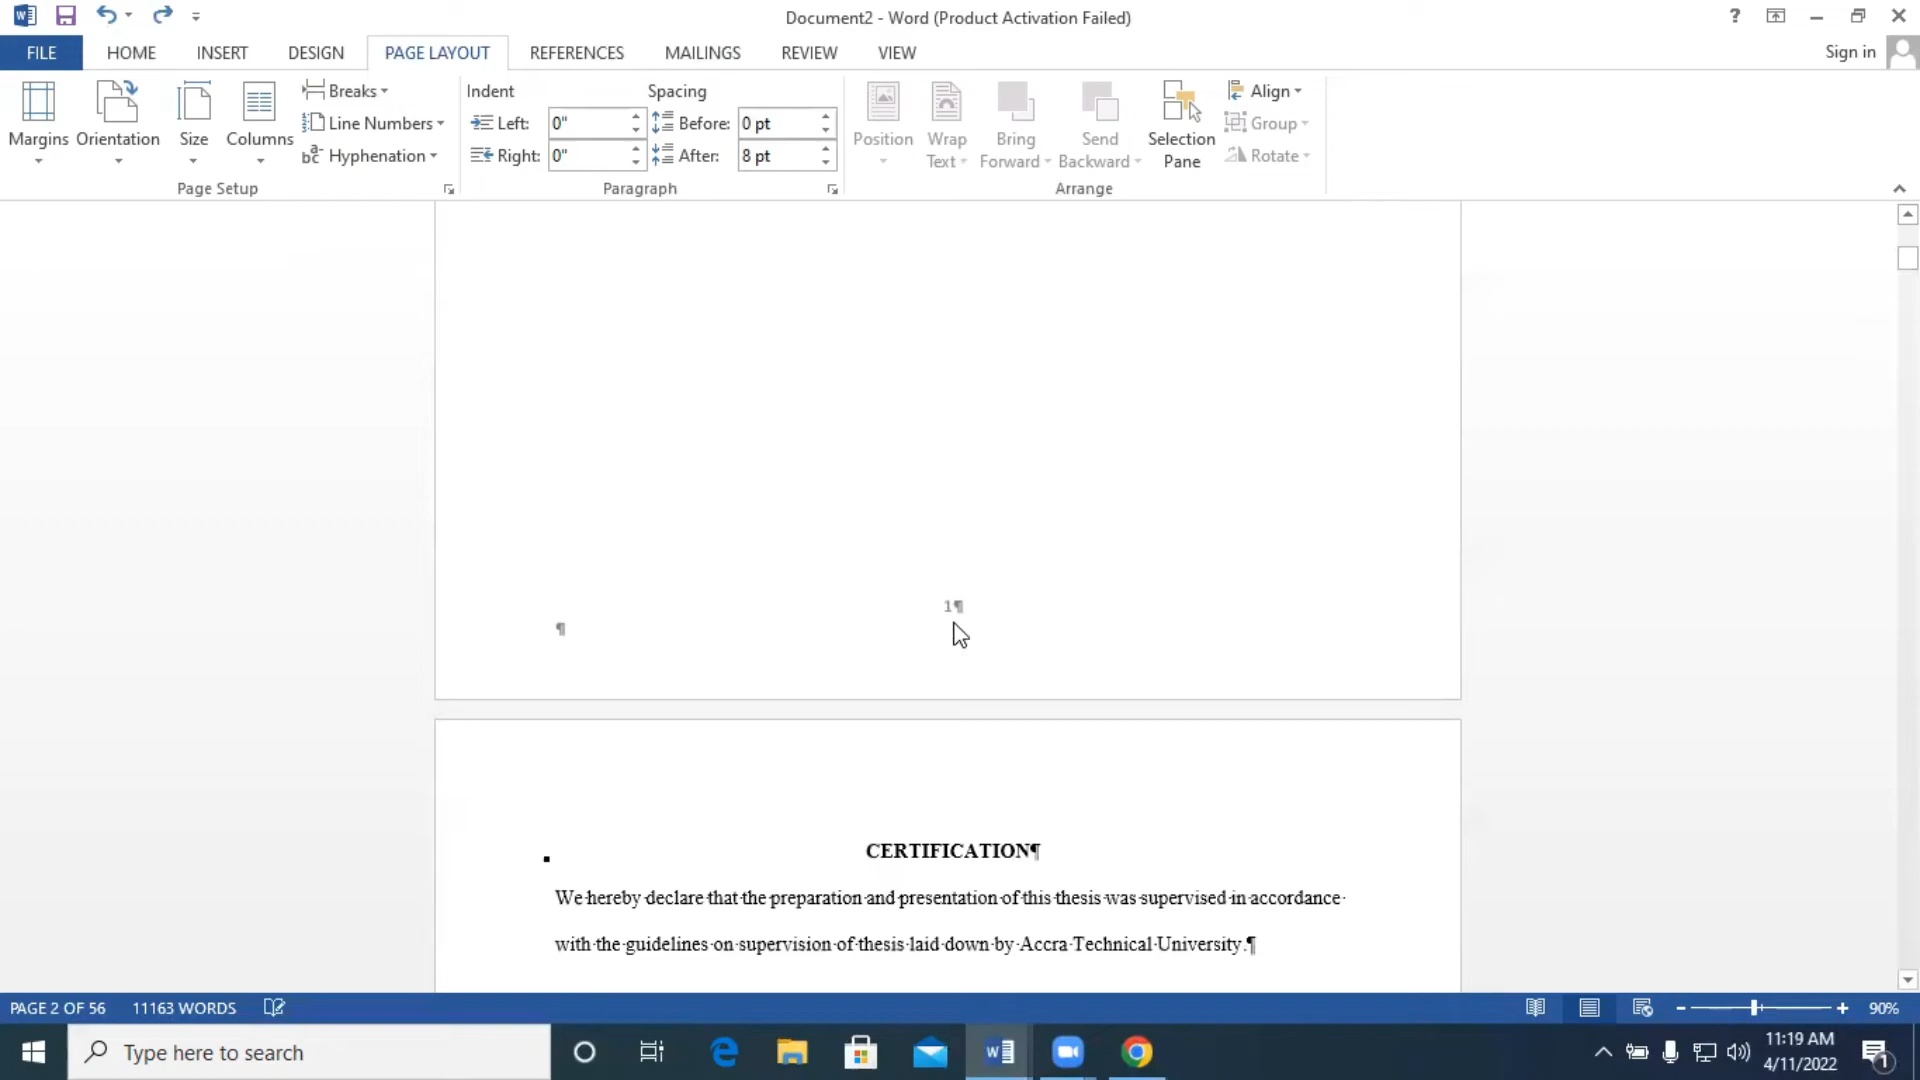 Document2 - Word (Product Activation Failed)
?
FILE HOME INSERT DESIGN PAGE LAYOUT REFERENCES MAILINGS REVIEW VIEW Sign in
Margins
Orientation
Size
Columns
Breaks
Line Numbers
Hyphenation
Page Setup
Indent
Left: 0"
Right: 0"
Spacing
Before: 0 pt
After: 8 pt
Paragraph
Position
Wrap
Text
Bring
Forward
Send
Backward
Selection
Pane
Align
Group
Rotate
Arrange
1¶
¶
CERTIFICATION¶
We·hereby·declare·that·the·preparation·and·presentation·of·this·thesis·was·supervised·in·accordance·
with·the·guidelines·on·supervision·of·thesis·laid·down·by·Accra·Technical·University.¶
PAGE 2 OF 56 11163 WORDS 90%
Type here to search
11:19 AM
4/11/2022
1